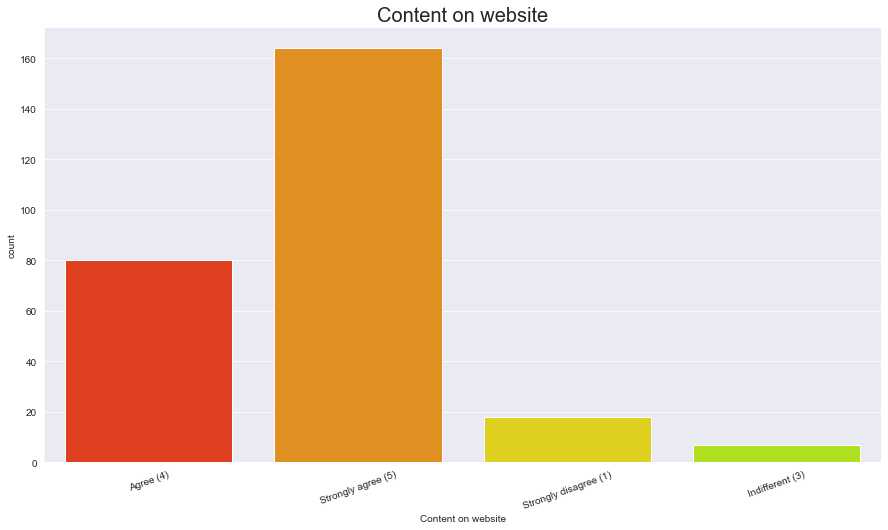 Content on website
160
140
120
100
80
60
40
20
0
count
Agree (4)
Strongly agree (5)
Strongly disagree (1)
Indifferent (3)
Content on website